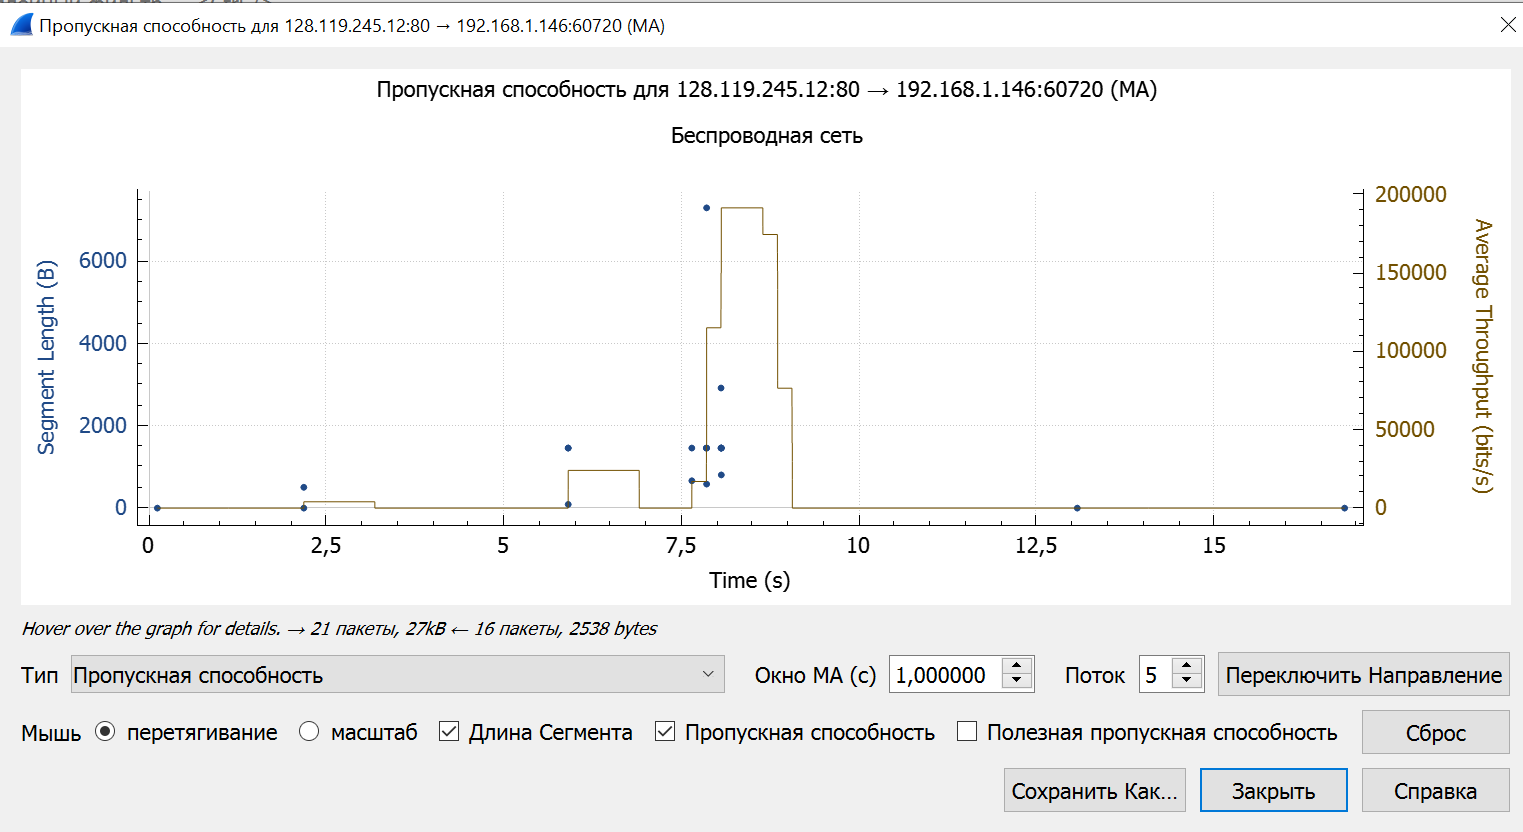 Пропускная способность для 128.119.245.12:80 → 192.168.1.146:60720 (MA)
Пропускная способность для 128.119.245.12:80 → 192.168.1.146:60720 (MA)
Беспроводная сеть
Segment Length (B)
6000
4000
2000
0
200000
150000
100000
50000
0
Average Throughput (bits/s)
0 2,5 5 7,5 10 12,5 15
Time (s)
Hover over the graph for details. → 21 пакеты, 27kB ← 16 пакеты, 2538 bytes
Тип Пропускная способность Окно MA (с) 1,000000 Поток 5 Переключить Направление
Мышь перетягивание масштаб Длина Сегмента Пропускная способность Полезная пропускная способность Сброс
Сохранить Как... Закрыть Справка